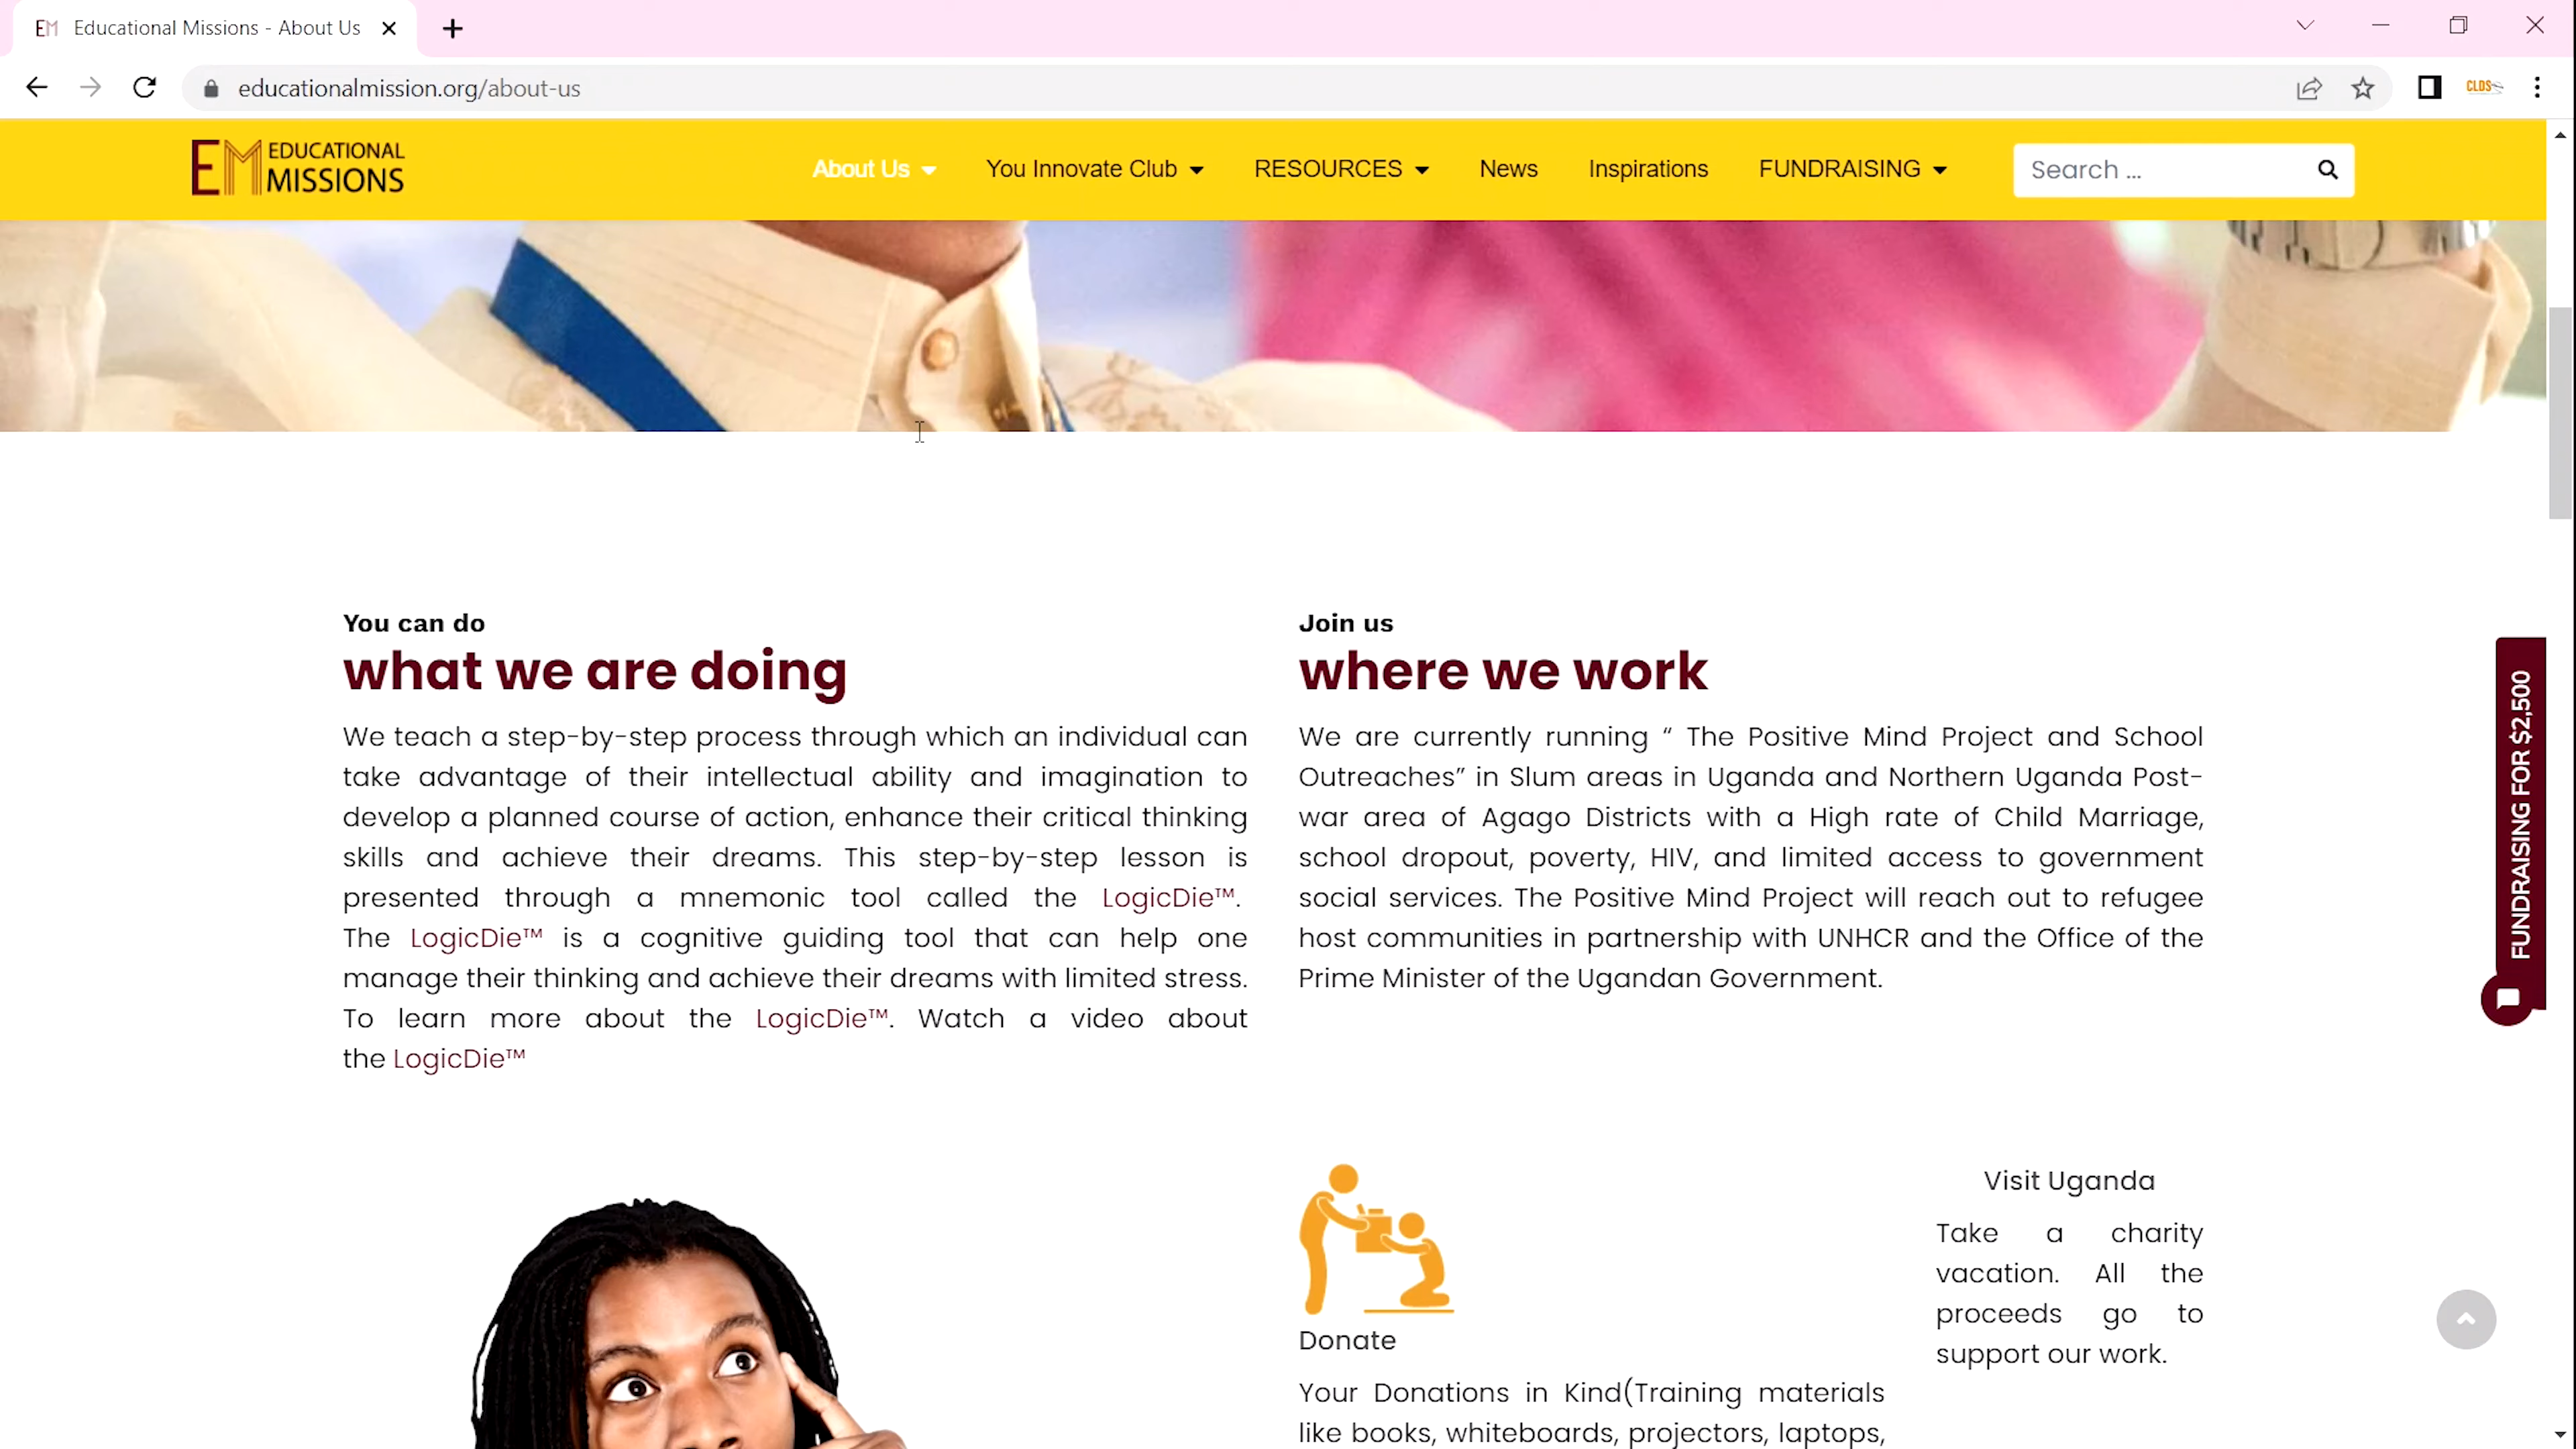 EM Educational Missions - About Us
educationalmission.org/about-us
CLDS
EM EDUCATIONAL MISSIONS
About Us You Innovate Club RESOURCES News Inspirations FUNDRAISING Search ...
You can do
what we are doing
We teach a step-by-step process through which an individual can
take advantage of their intellectual ability and imagination to
develop a planned course of action, enhance their critical thinking
skills and achieve their dreams. This step-by-step lesson is
presented through a mnemonic tool called the LogicDie™.
The LogicDie™ is a cognitive guiding tool that can help one
manage their thinking and achieve their dreams with limited stress.
To learn more about the LogicDie™. Watch a video about
the LogicDie™
Join us
where we work
We are currently running “ The Positive Mind Project and School
Outreaches” in Slum areas in Uganda and Northern Uganda Post-
war area of Agago Districts with a High rate of Child Marriage,
school dropout, poverty, HIV, and limited access to government
social services. The Positive Mind Project will reach out to refugee
host communities in partnership with UNHCR and the Office of the
Prime Minister of the Ugandan Government.
FUNDRAISING FOR $2,500
Donate
Your Donations in Kind(Training materials
like books, whiteboards, projectors, laptops,
Visit Uganda
Take a charity
vacation. All the
proceeds go to
support our work.